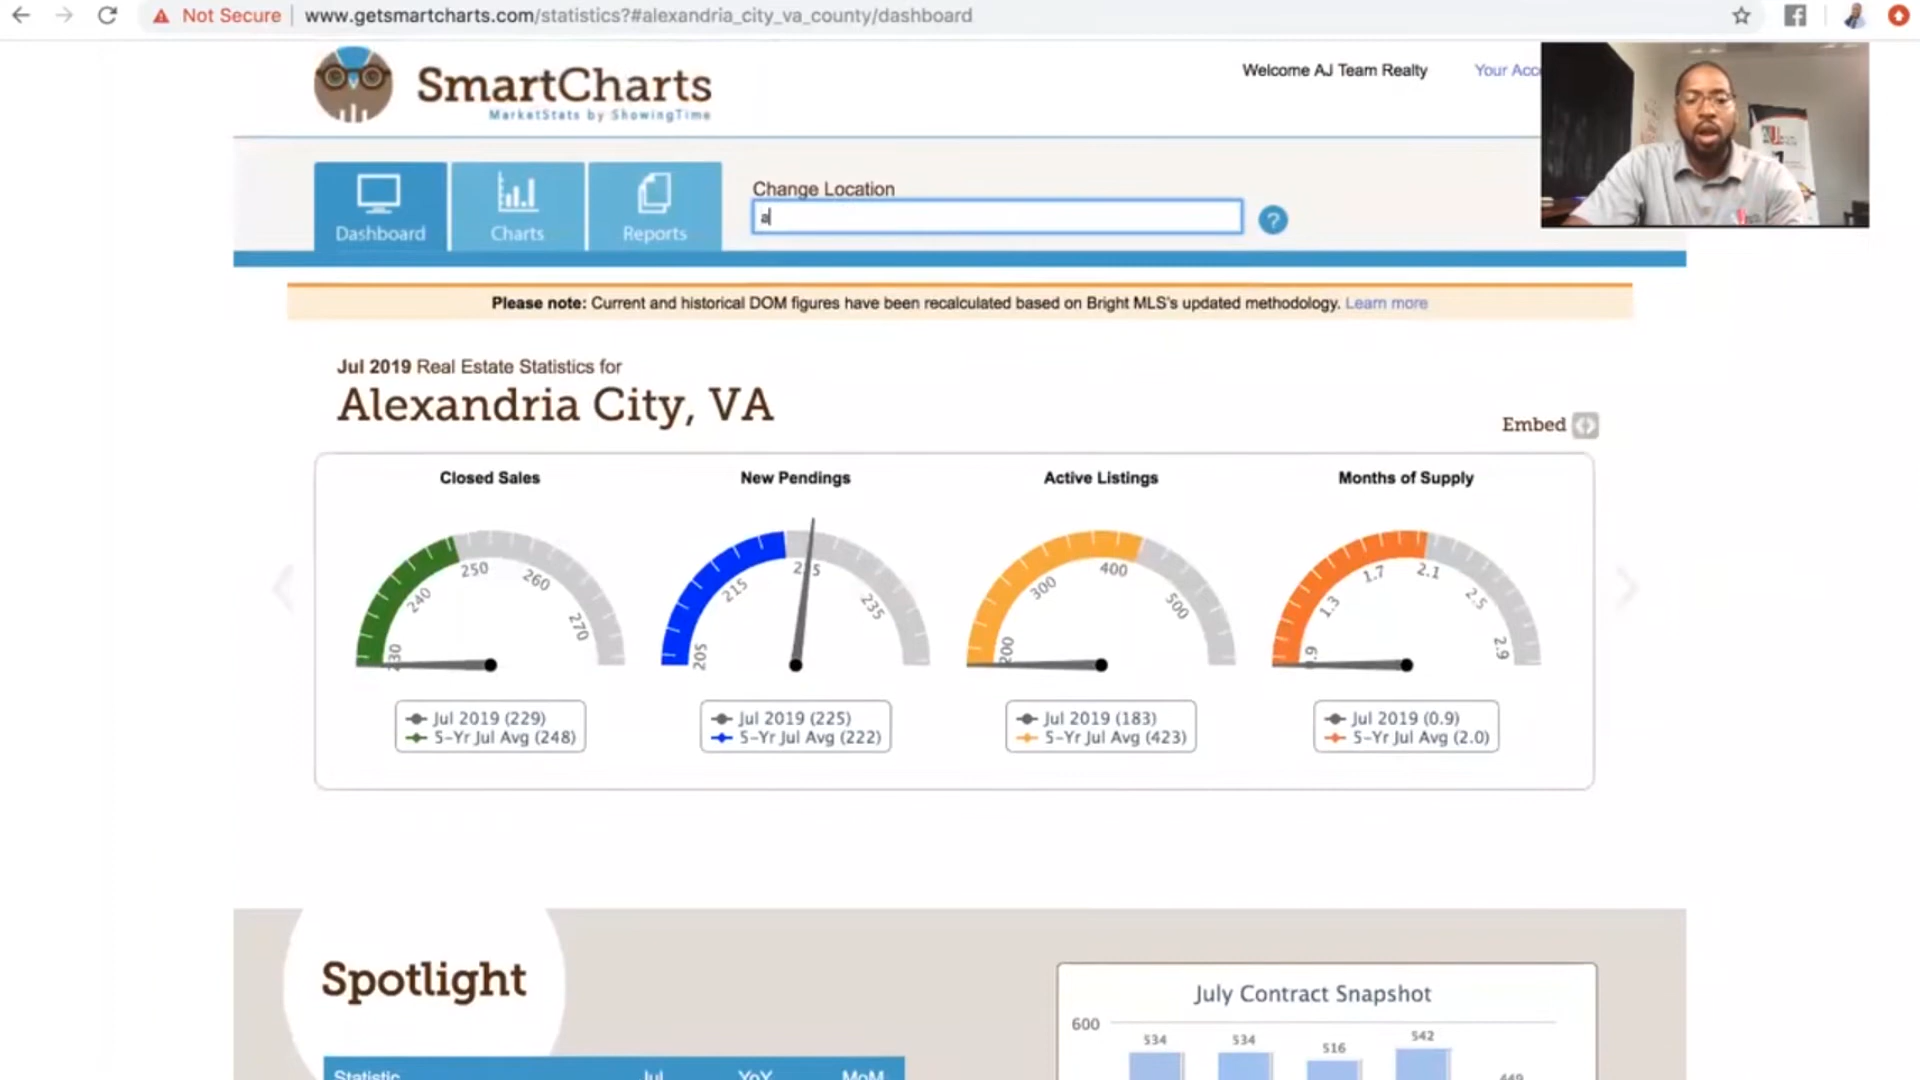 Not Secure
www.getsmartcharts.com/statistics?#alexandria_city_va_county/dashboard
SmartCharts
MarketStats by ShowingTime
Welcome AJ Team Realty
Your Acc
Dashboard
Charts
Reports
Change Location
a
?
Please note: Current and historical DOM figures have been recalculated based on Bright MLS's updated methodology. Learn more
Jul 2019 Real Estate Statistics for
Alexandria City, VA
Embed
Closed Sales
New Pendings
Active Listings
Months of Supply
240
250
260
270
205
215
235
200
300
400
500
1.3
1.7
2.1
2.5
2.9
Jul 2019 (229)
5-Yr Jul Avg (248)
Jul 2019 (225)
5-Yr Jul Avg (222)
Jul 2019 (183)
5-Yr Jul Avg (423)
Jul 2019 (0.9)
5-Yr Jul Avg (2.0)
Spotlight
Statistic Jul YoY MoM
July Contract Snapshot
600
534
534
516
542
449